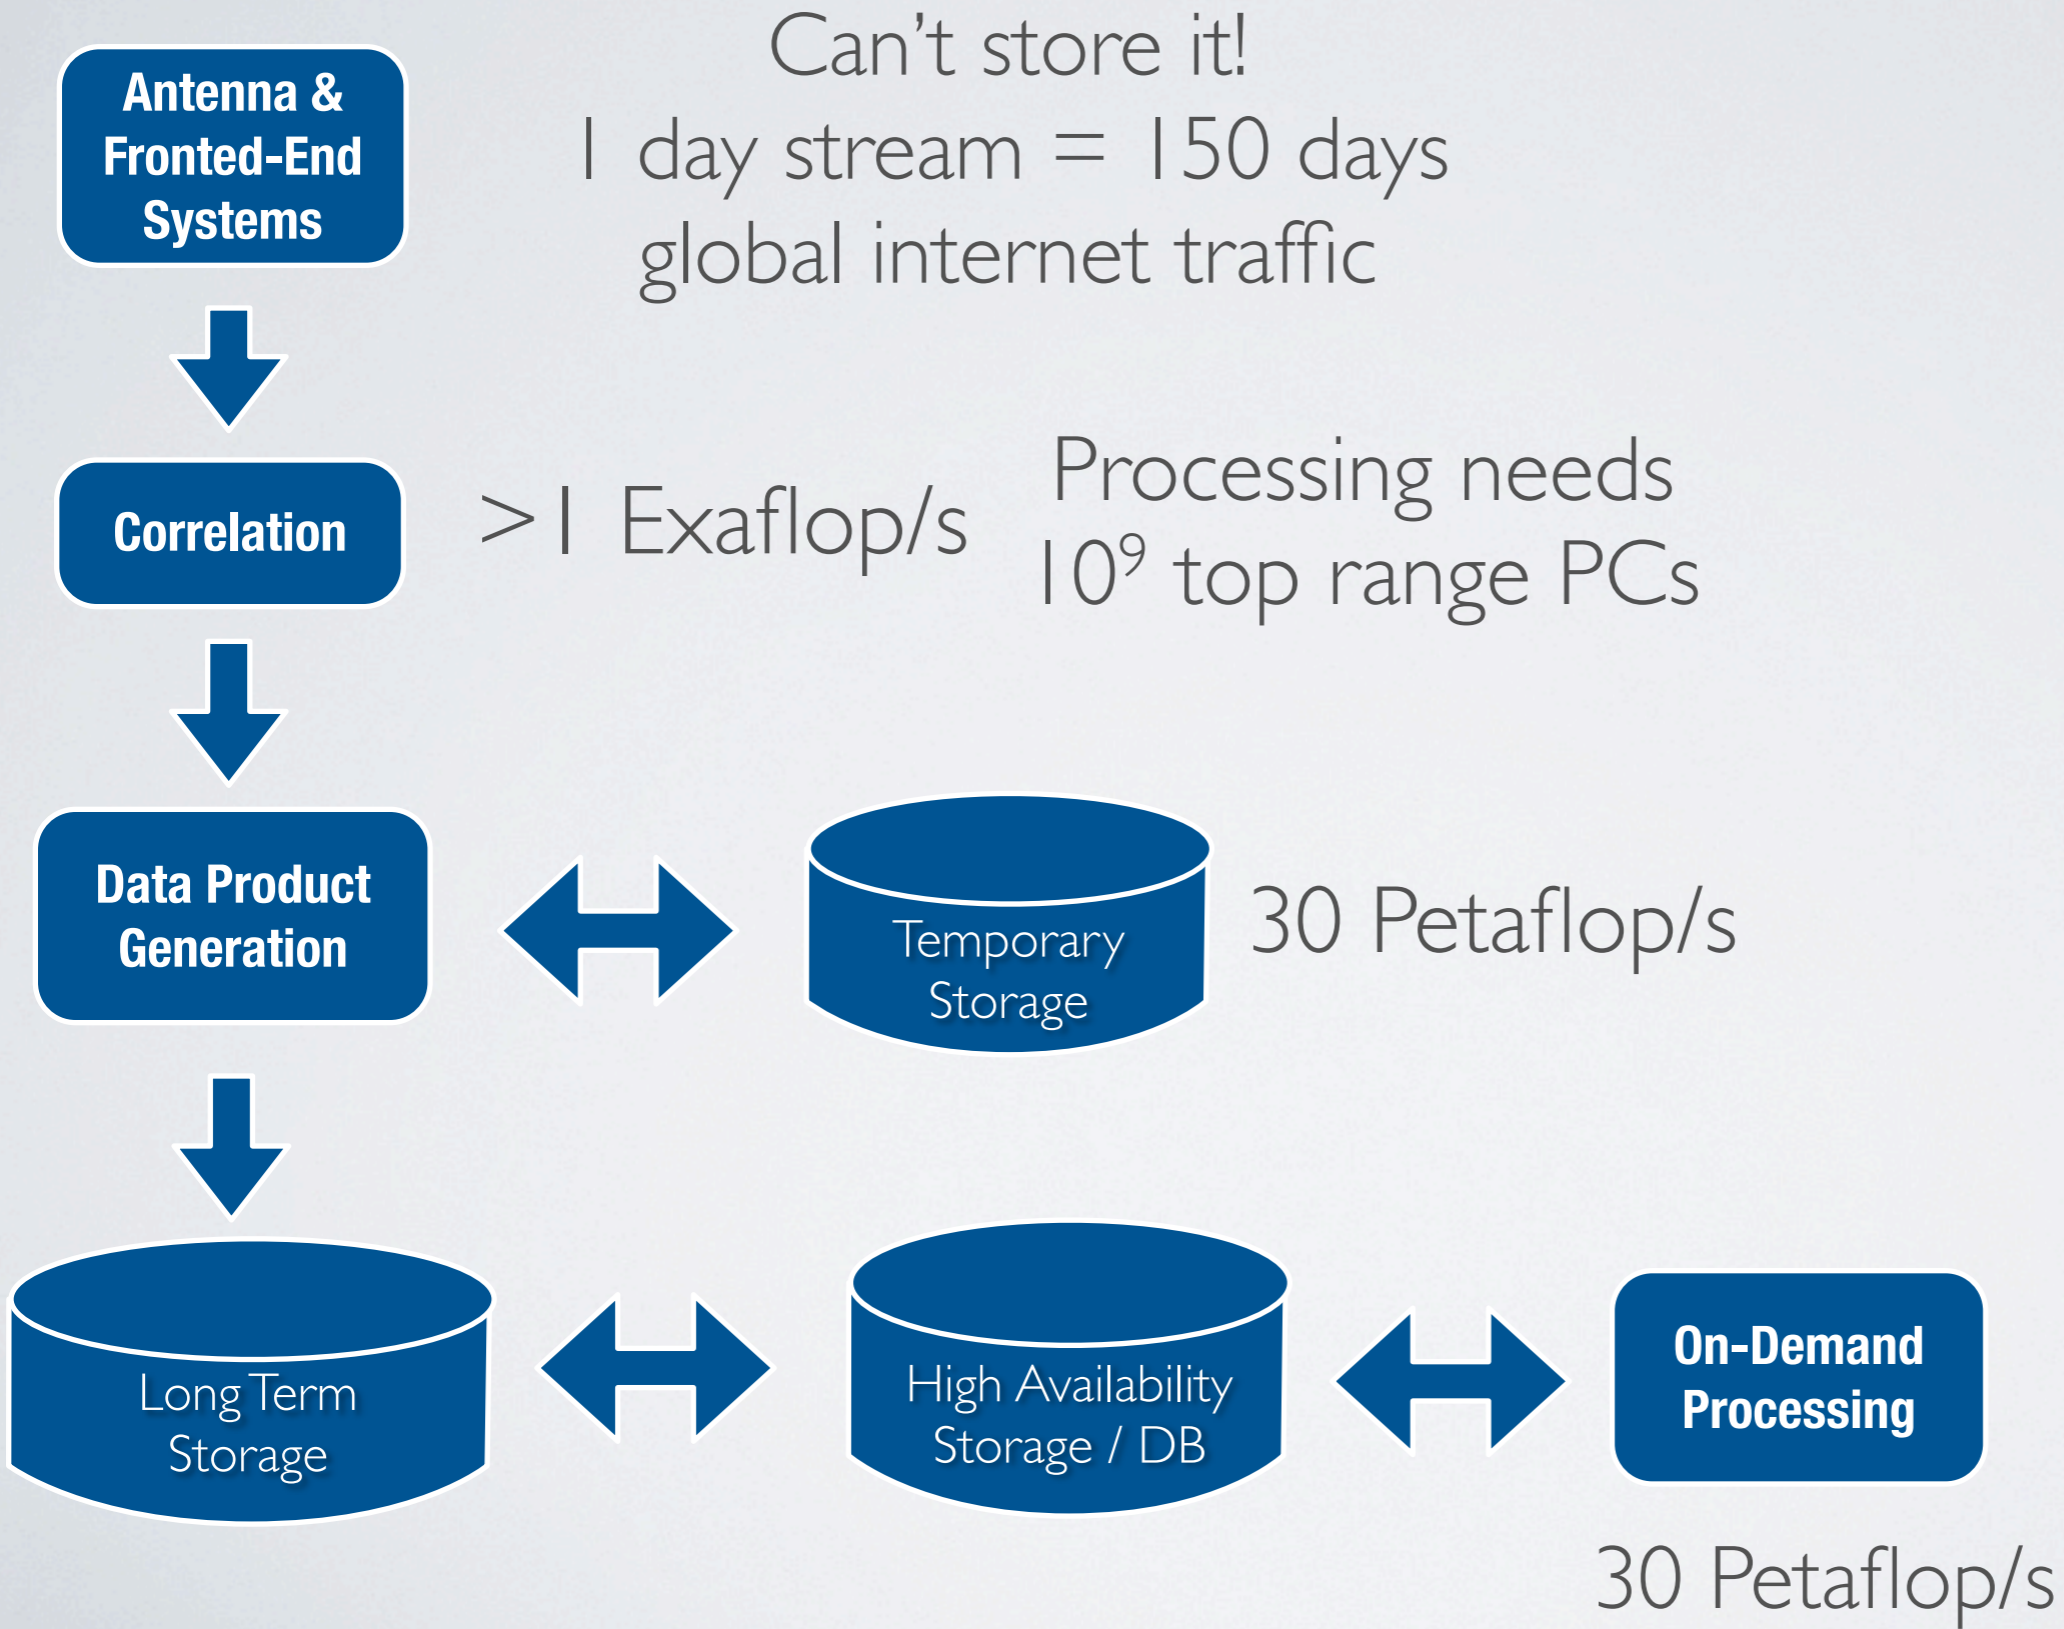 Can't store it!
1 day stream = 150 days
global internet traffic
Antenna &
Fronted-End
Systems
Correlation
>1 Exaflop/s
Processing needs
10⁹ top range PCs
Data Product
Generation
Temporary
Storage
30 Petaflop/s
Long Term
Storage
High Availability
Storage / DB
On-Demand
Processing
30 Petaflop/s